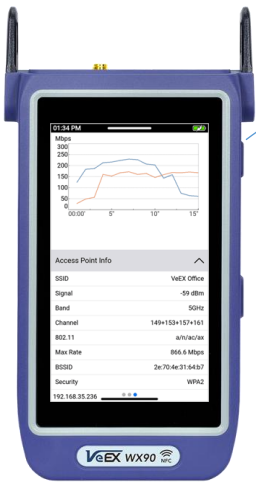 01:34 PM
Mbps
300
250
200
150
100
50
0
00:00' 5" 10" 15'
Access Point Info
SSID VeEX Office
Signal -59 dBm
Band 5GHz
Channel 149+153+157+161
802.11 a/n/ac/ax
Max Rate 866.6 Mbps
BSSID 2e:70:4e:31:64:b7
Security WPA2
192.168.35.236
VeEX WX90 NFC